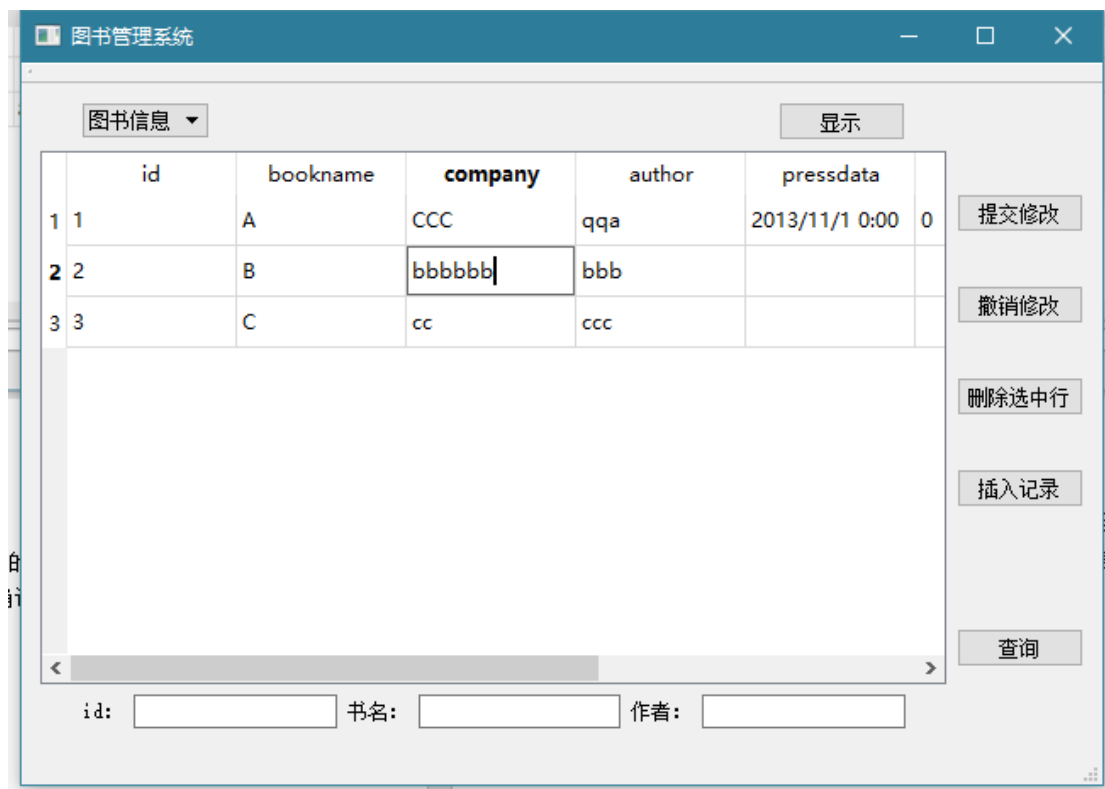 图书管理系统
图书信息 显示
id bookname company author pressdata
1 1 A CCC qqa 2013/11/1 0:00 0
2 2 B bbbbbb bbb
3 3 C cc ccc
提交修改
撤销修改
删除选中行
插入记录
查询
id: 书名: 作者:
的